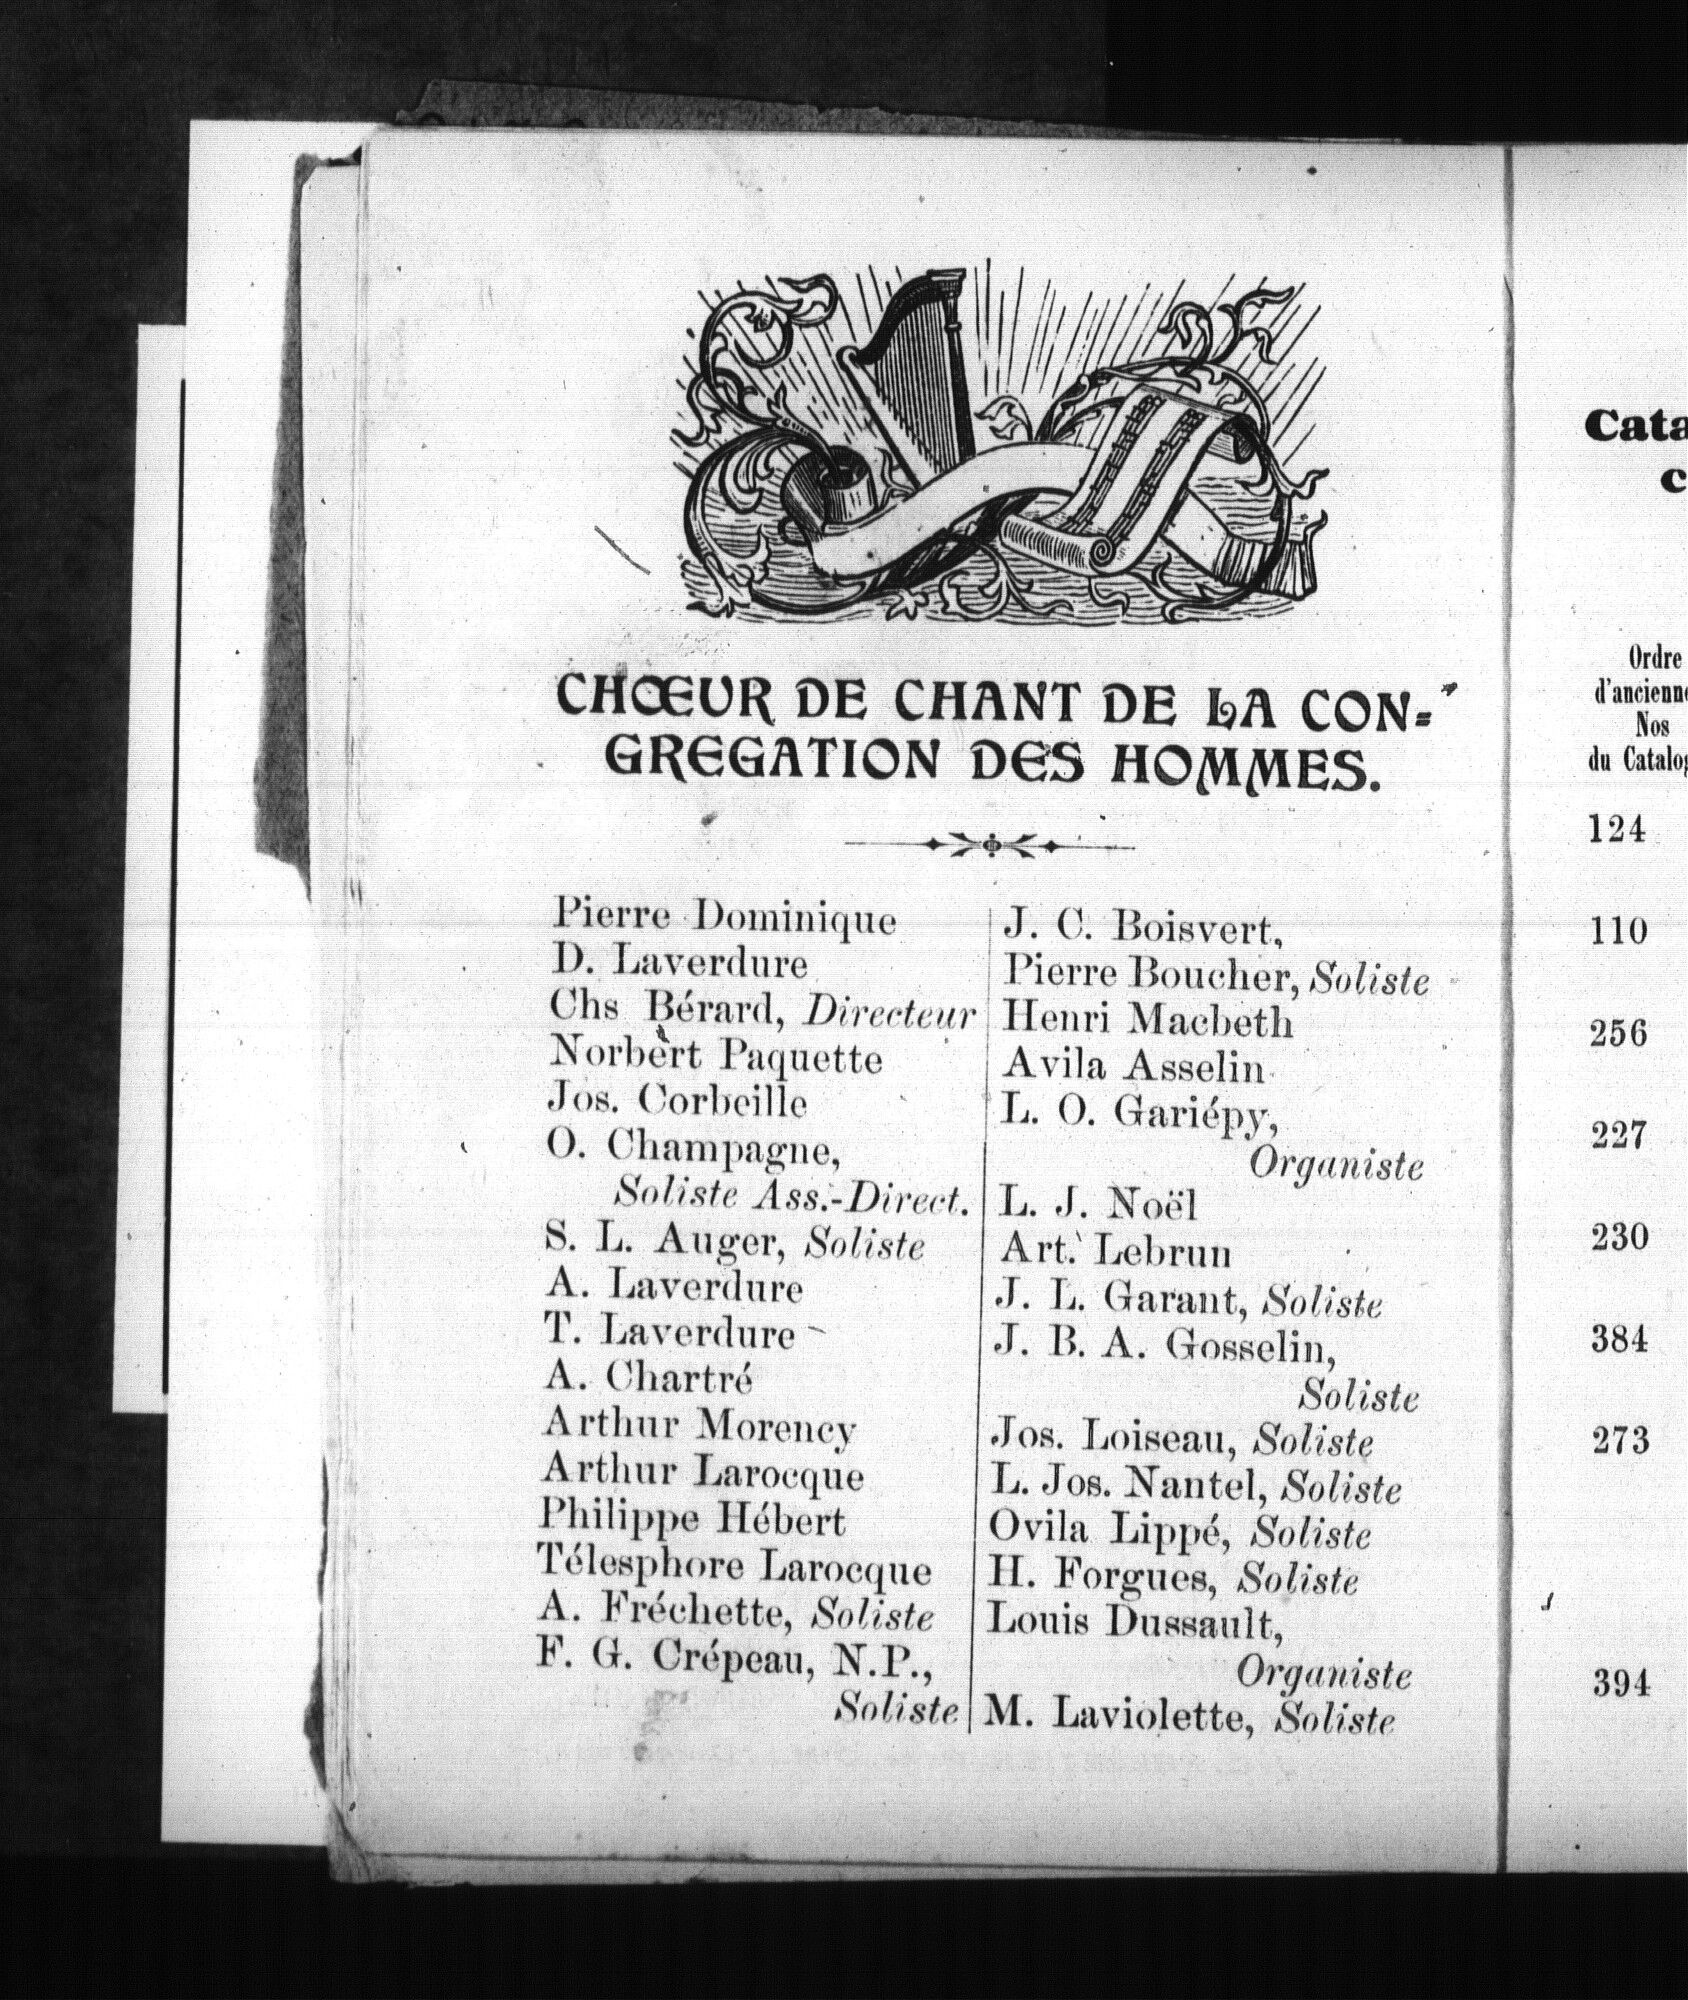 CHŒUR DE CHANT DE LA CON=
GREGATION DES HOMMES.
Pierre Dominique
D. Laverdure
Chs Bérard, Directeur
Norbert Paquette
Jos. Corbeille
O. Champagne,
Soliste Ass.-Direct.
S. L. Auger, Soliste
A. Laverdure
T. Laverdure
A. Chartré
Arthur Morency
Arthur Larocque
Philippe Hébert
Télesphore Larocque
A. Fréchette, Soliste
F. G. Crépeau, N.P.,
Soliste
J. C. Boisvert,
Pierre Boucher, Soliste
Henri Macbeth
Avila Asselin
L. O. Gariépy,
Organiste
L. J. Noël
Art. Lebrun
J. L. Garant, Soliste
J. B. A. Gosselin,
Soliste
Jos. Loiseau, Soliste
L. Jos. Nantel, Soliste
Ovila Lippé, Soliste
H. Forgues, Soliste
Louis Dussault,
Organiste
M. Laviolette, Soliste
Ordre
Nos
du
124
110
256
227
230
384
273
394